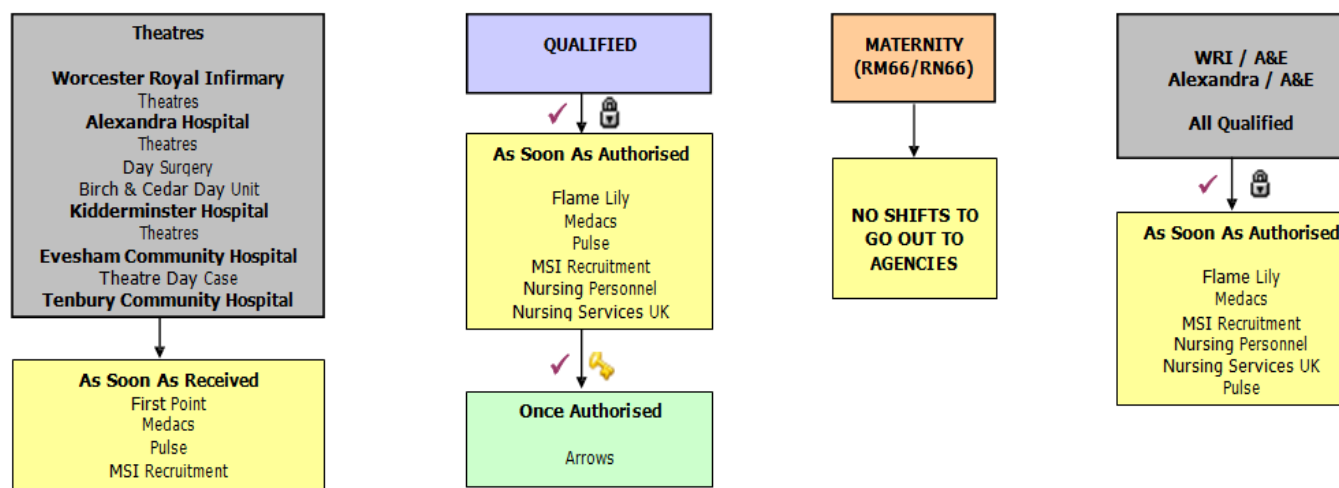 Theatres
Worcester Royal Infirmary
Theatres
Alexandra Hospital
Theatres
Day Surgery
Birch & Cedar Day Unit
Kidderminster Hospital
Theatres
Evesham Community Hospital
Theatre Day Case
Tenbury Community Hospital
As Soon As Received
First Point
Medacs
Pulse
MSI Recruitment
QUALIFIED
As Soon As Authorised
Flame Lily
Medacs
Pulse
MSI Recruitment
Nursing Personnel
Nursing Services UK
Once Authorised
Arrows
MATERNITY
(RM66/RN66)
NO SHIFTS TO
GO OUT TO
AGENCIES
WRI / A&E
Alexandra / A&E
All Qualified
As Soon As Authorised
Flame Lily
Medacs
MSI Recruitment
Nursing Personnel
Nursing Services UK
Pulse